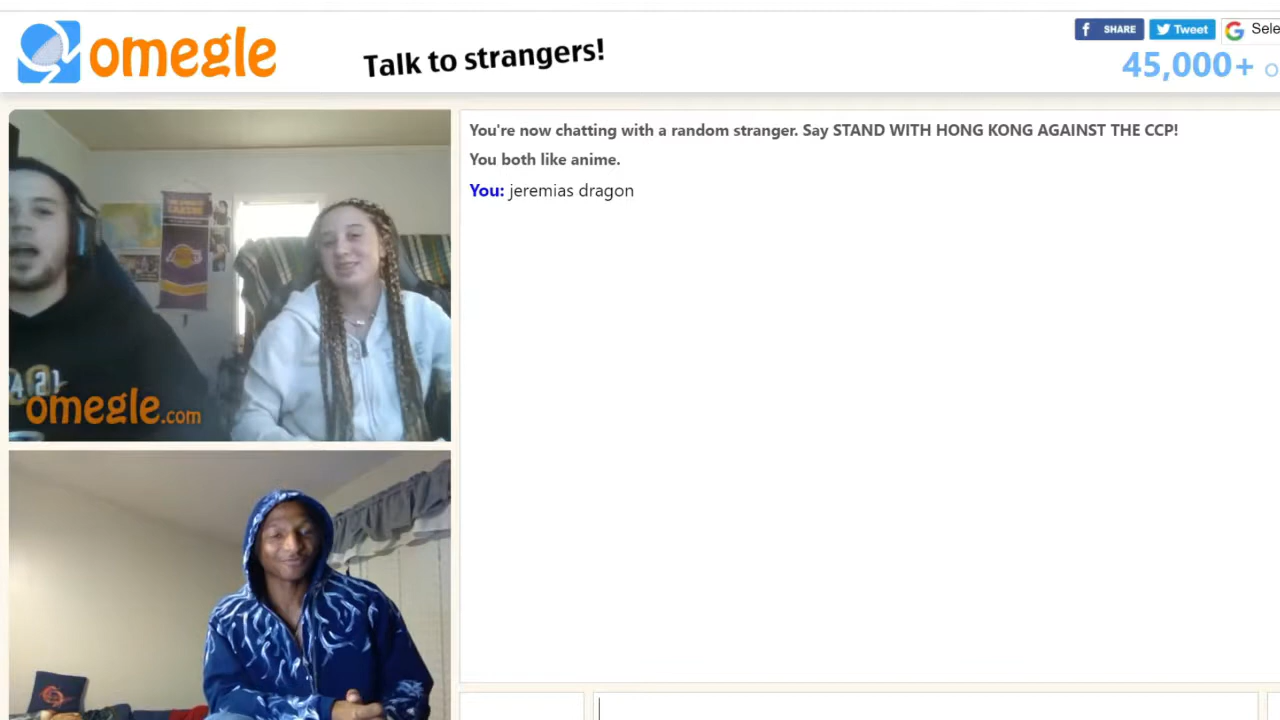 omegle
Talk to strangers!
SHARE
Tweet
G Sele
45,000+ o
You're now chatting with a random stranger. Say STAND WITH HONG KONG AGAINST THE CCP!
You both like anime.
You: jeremias dragon
omegle.com